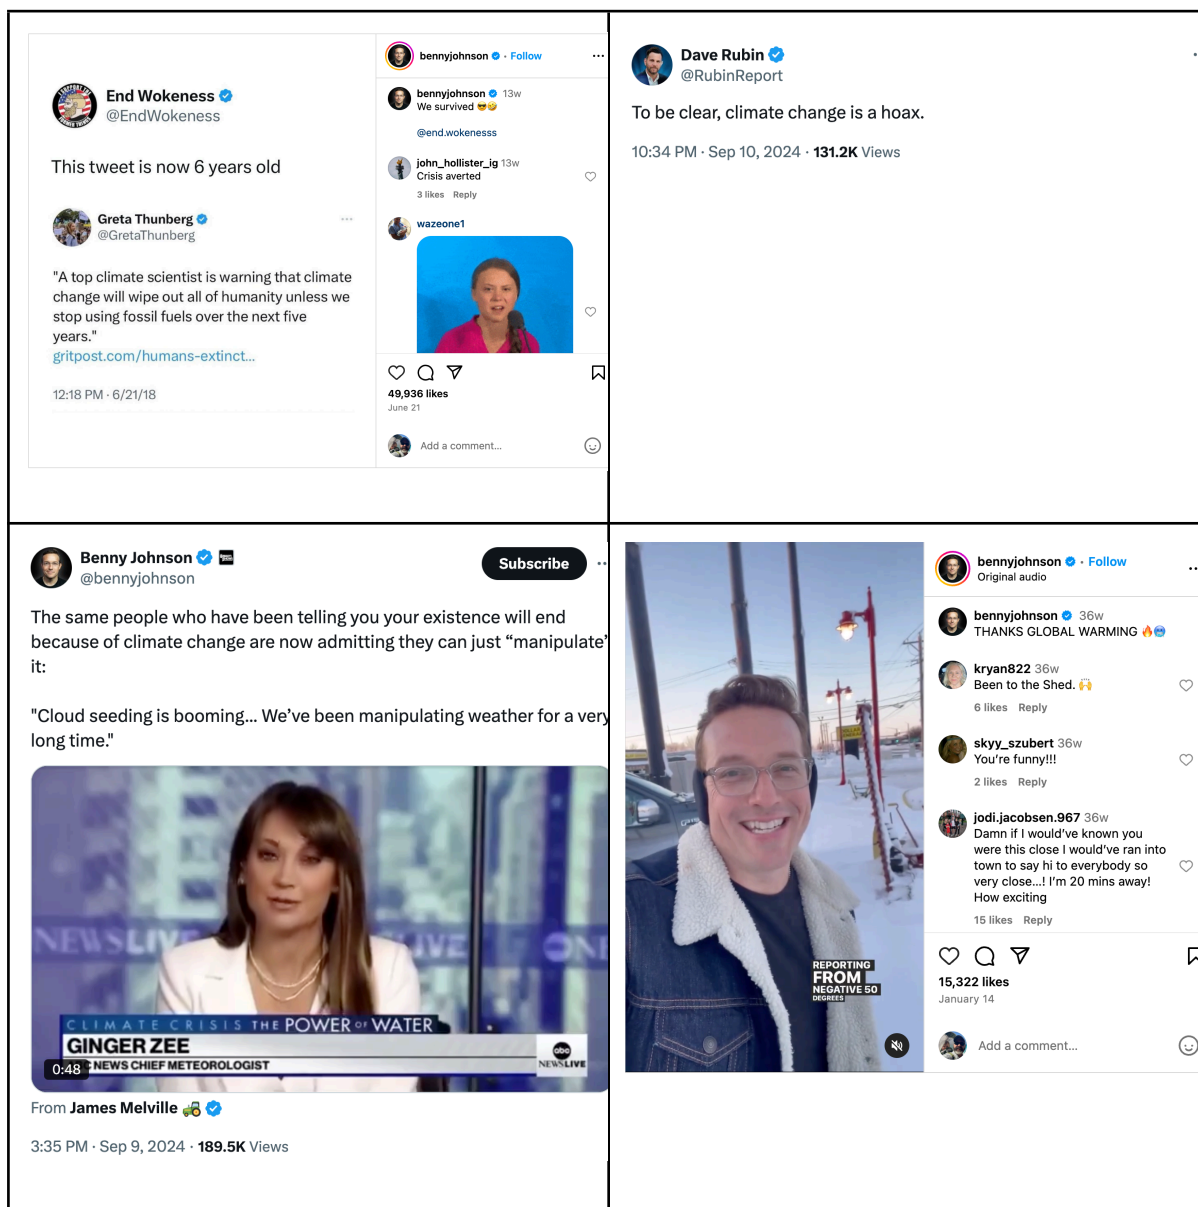 End Wokeness
@EndWokeness
This tweet is now 6 years old
Greta Thunberg
@GretaThunberg
"A top climate scientist is warning that climate
change will wipe out all of humanity unless we
stop using fossil fuels over the next five
years."
gritpost.com/humans-extinct...
12:18 PM · 6/21/18
bennyjohnson · Follow
bennyjohnson 13w
We survived 😎🤣
@end.wokenesss
john_hollister_ig 13w
Crisis averted
3 likes Reply
wazeone1
49,936 likes
June 21
Add a comment...
Dave Rubin
@RubinReport
To be clear, climate change is a hoax.
10:34 PM · Sep 10, 2024 · 131.2K Views
Benny Johnson
@bennyjohnson
Subscribe
The same people who have been telling you your existence will end
because of climate change are now admitting they can just “manipulate”
it:
"Cloud seeding is booming... We’ve been manipulating weather for a very
long time."
NEWSLIVE
LIVE
CLIMATE CRISIS THE POWER OF WATER
GINGER ZEE
NEWS CHIEF METEOROLOGIST
abc
NEWSLIVE
0:48
From James Melville 🚜
3:35 PM · Sep 9, 2024 · 189.5K Views
REPORTING
FROM
NEGATIVE 50
DEGREES
bennyjohnson · Follow
Original audio
bennyjohnson 36w
THANKS GLOBAL WARMING 🔥🥶
kryan822 36w
Been to the Shed. 🙌
6 likes Reply
skyy_szubert 36w
You’re funny!!!
2 likes Reply
jodi.jacobsen.967 36w
Damn if I would’ve known you
were this close I would’ve ran into
town to say hi to everybody so
very close...! I’m 20 mins away!
How exciting
15 likes Reply
15,322 likes
January 14
Add a comment...